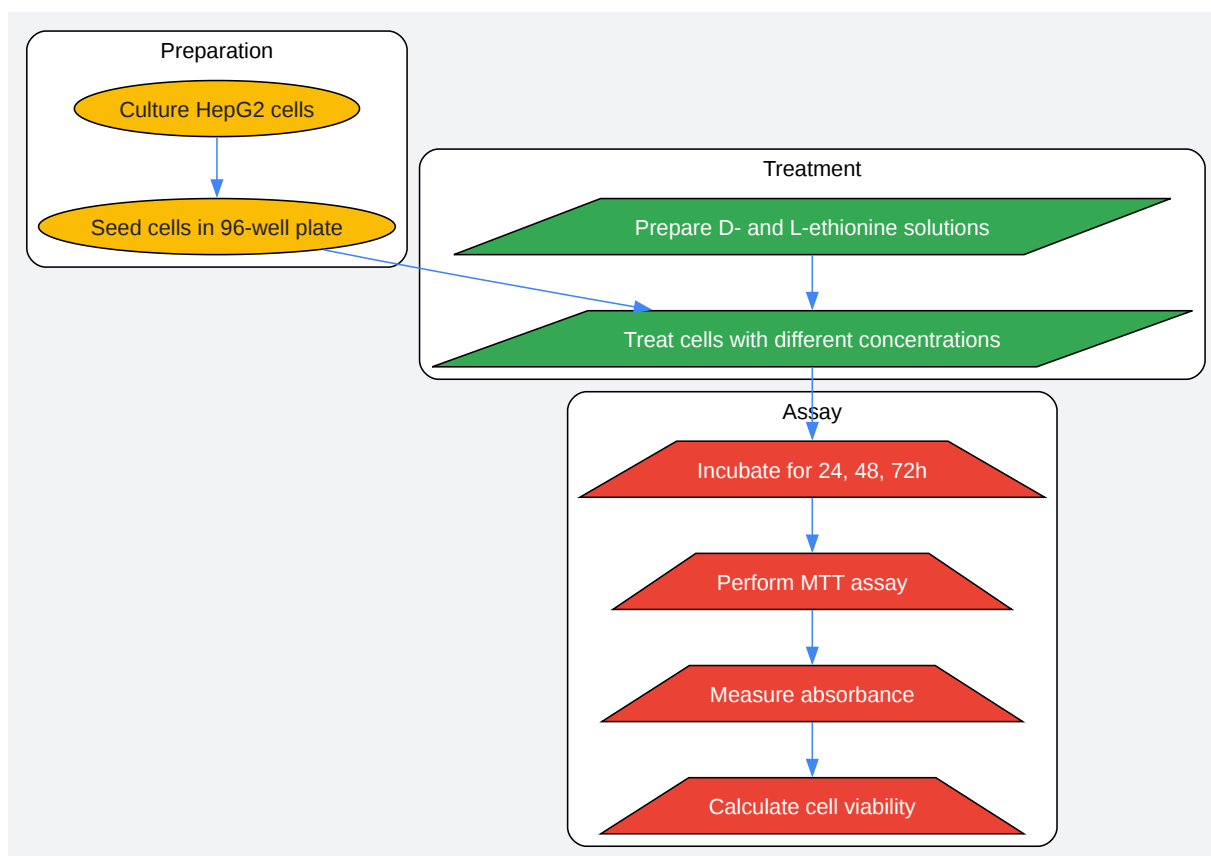 Preparation
Culture HepG2 cells
Seed cells in 96-well plate
Treatment
Prepare D- and L-ethionine solutions
Treat cells with different concentrations
Assay
Incubate for 24, 48, 72h
Perform MTT assay
Measure absorbance
Calculate cell viability